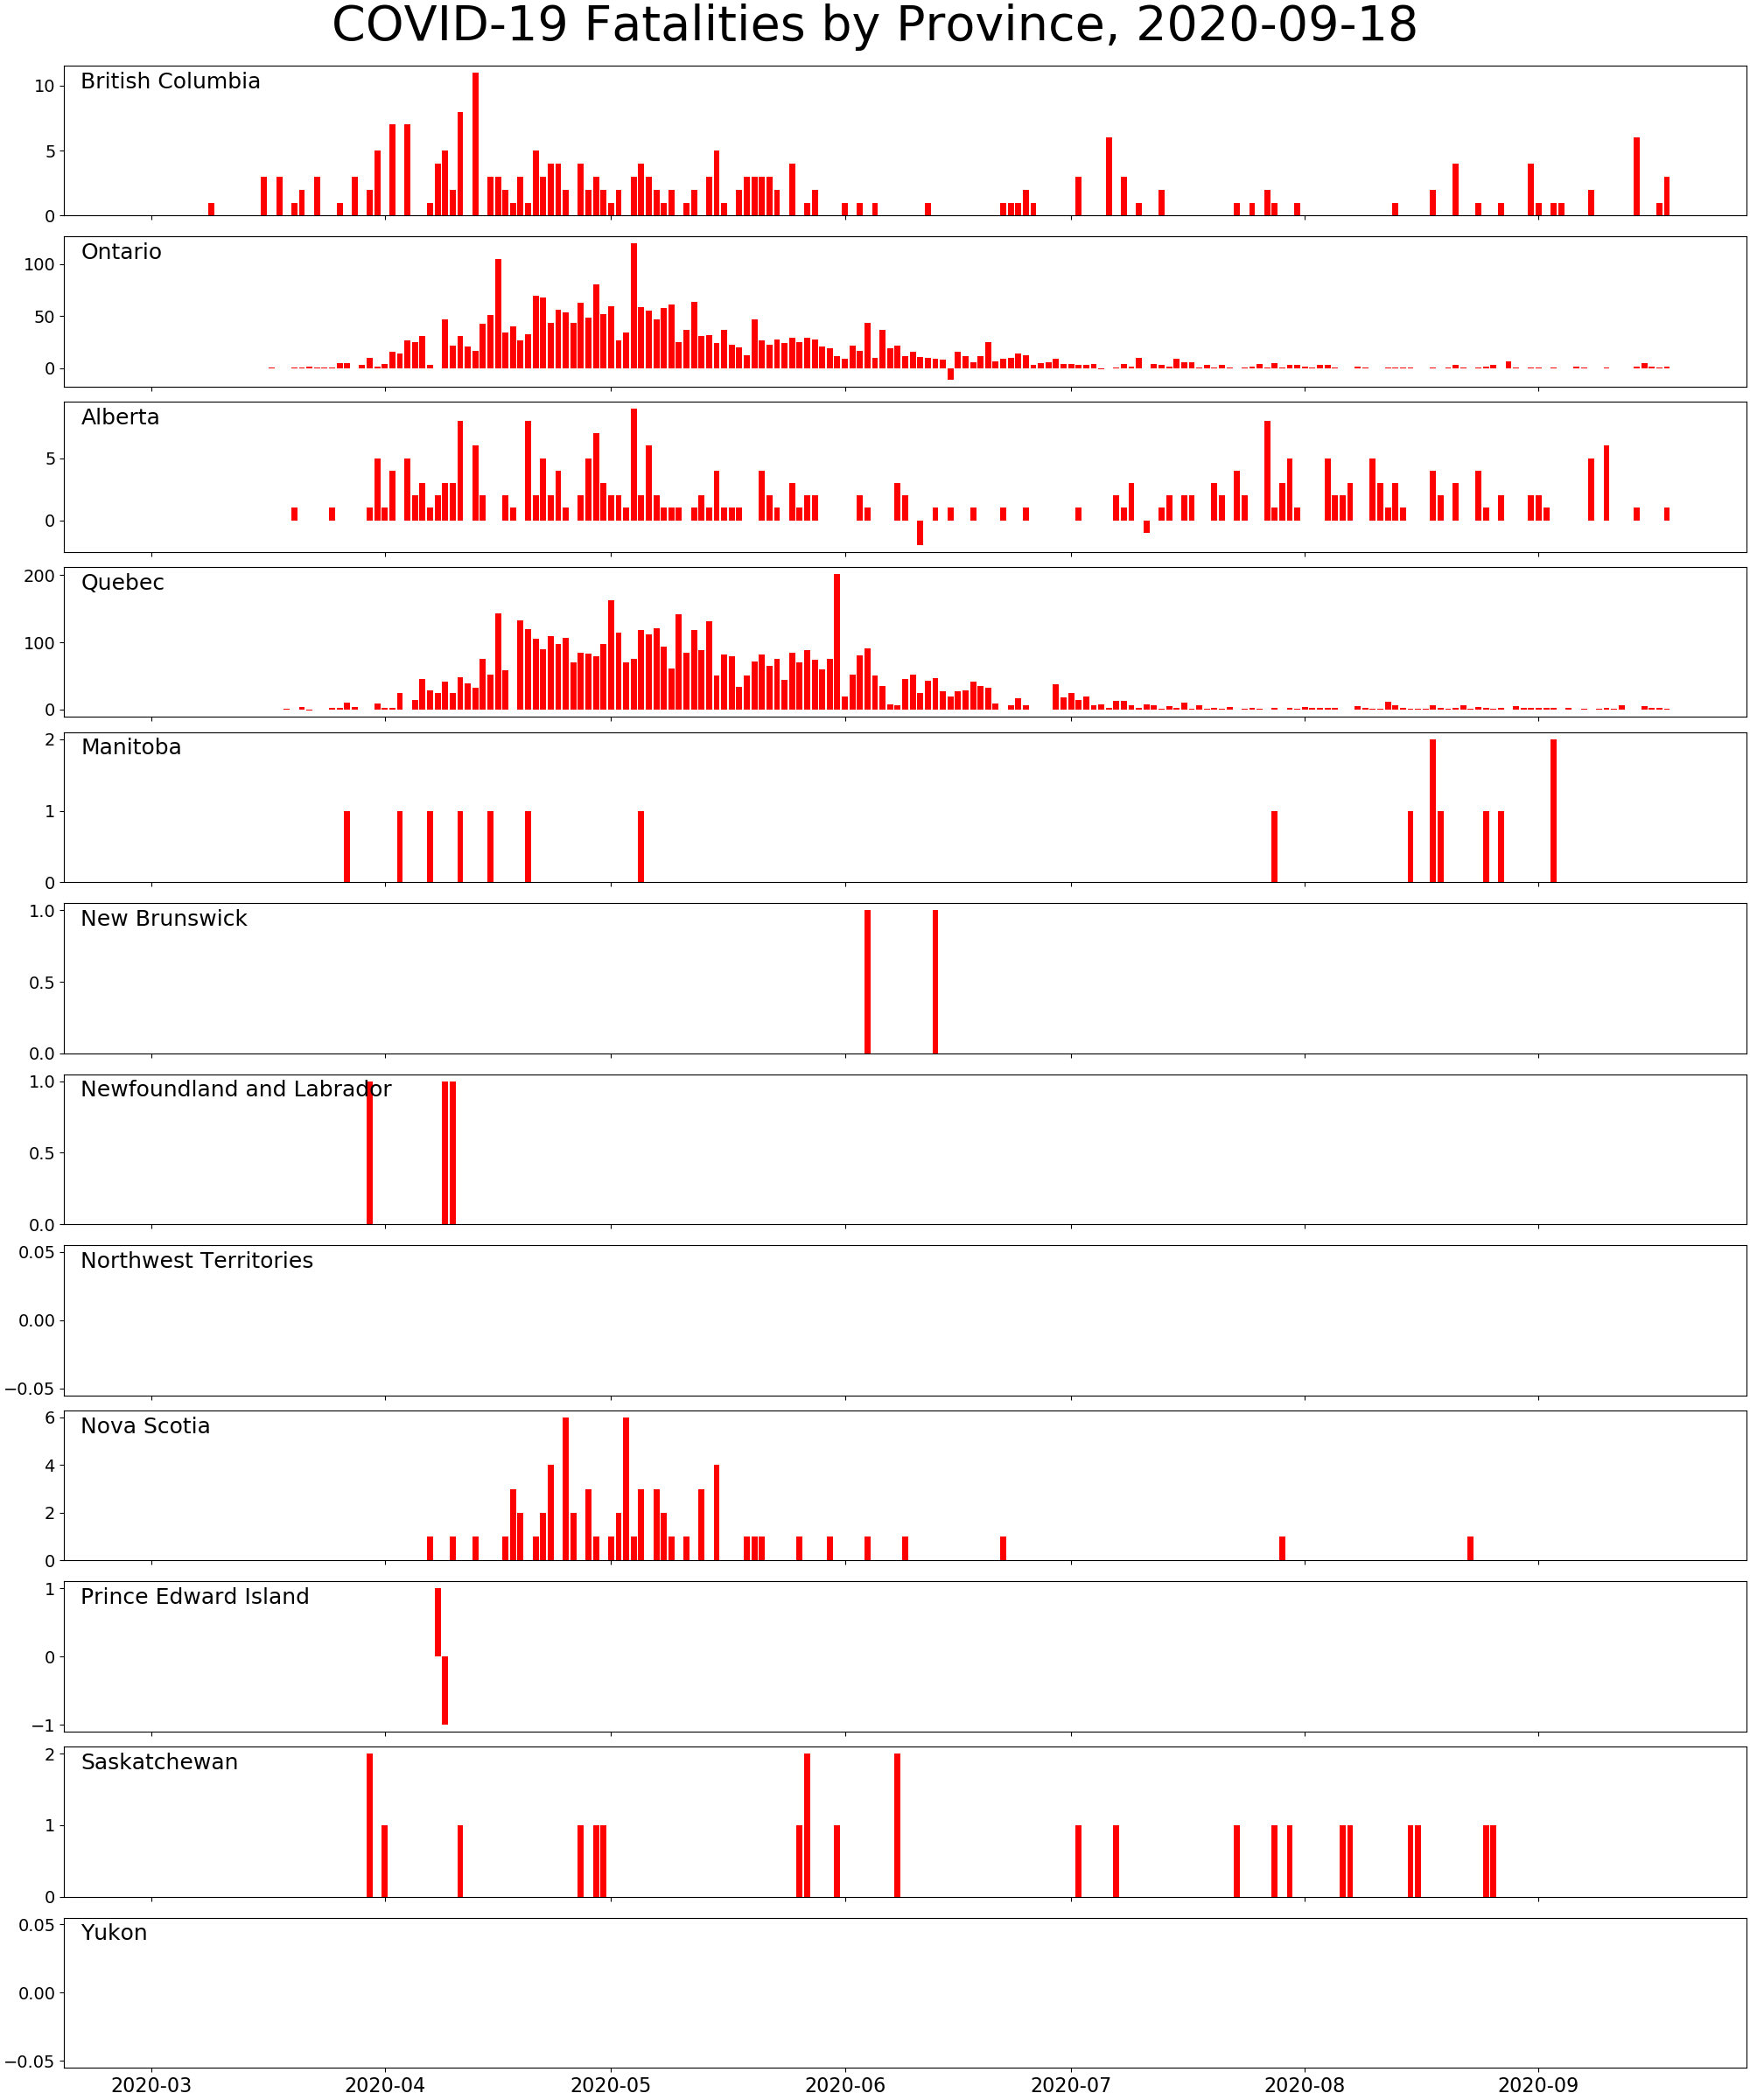 COVID-19 Fatalities by Province, 2020-09-18
British Columbia
10
5
0
Ontario
100
50
0
Alberta
5
0
Quebec
200
100
0
Manitoba
2
1
0
New Brunswick
1.0
0.5
0.0
Newfoundland and Labrador
1.0
0.5
0.0
Northwest Territories
0.05
0.00
−0.05
Nova Scotia
6
4
2
0
Prince Edward Island
1
0
−1
Saskatchewan
2
1
0
Yukon
0.05
0.00
−0.05
2020-03 2020-04 2020-05 2020-06 2020-07 2020-08 2020-09